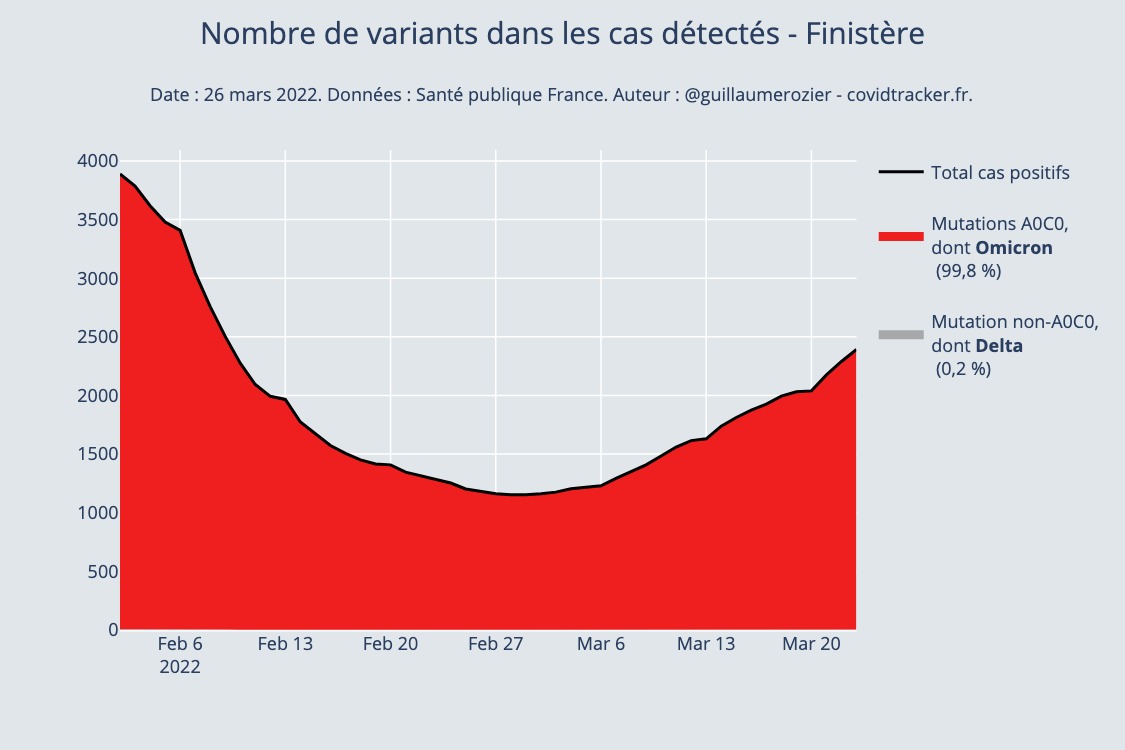 Nombre de variants dans les cas détectés - Finistère
Date : 26 mars 2022. Données : Santé publique France. Auteur : @guillaumerozier - covidtracker.fr.
4000
3500
3000
2500
2000
1500
1000
500
0
Feb 6
2022
Feb 13
Feb 20
Feb 27
Mar 6
Mar 13
Mar 20
Total cas positifs
Mutations A0C0,
dont Omicron
(99,8 %)
Mutation non-A0C0,
dont Delta
(0,2 %)